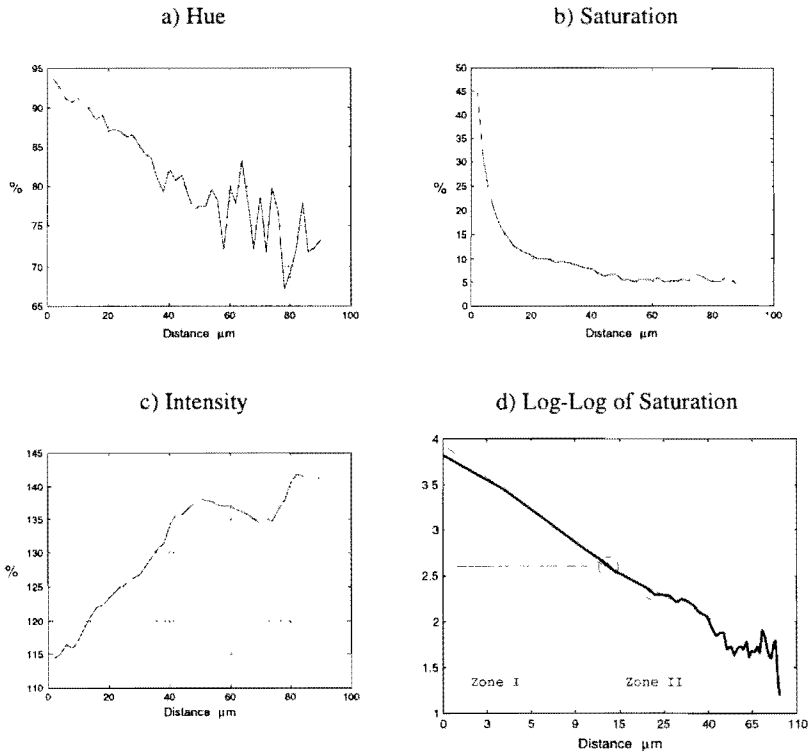 a) Hue
95
90
85
80
%
75
70
65
0 20 40 60 80 100
Distance μm
b) Saturation
50
45
40
35
30
25
%
20
15
10
5
0
0 20 40 60 80 100
Distance μm
c) Intensity
145
140
135
%
130
125
120
115
110
0 20 40 60 80 100
Distance μm
d) Log-Log of Saturation
4
3.5
3
2.5
2
1.5
1
Zone I Zone II
0 3 5 9 15 25 40 65 110
Distance μm